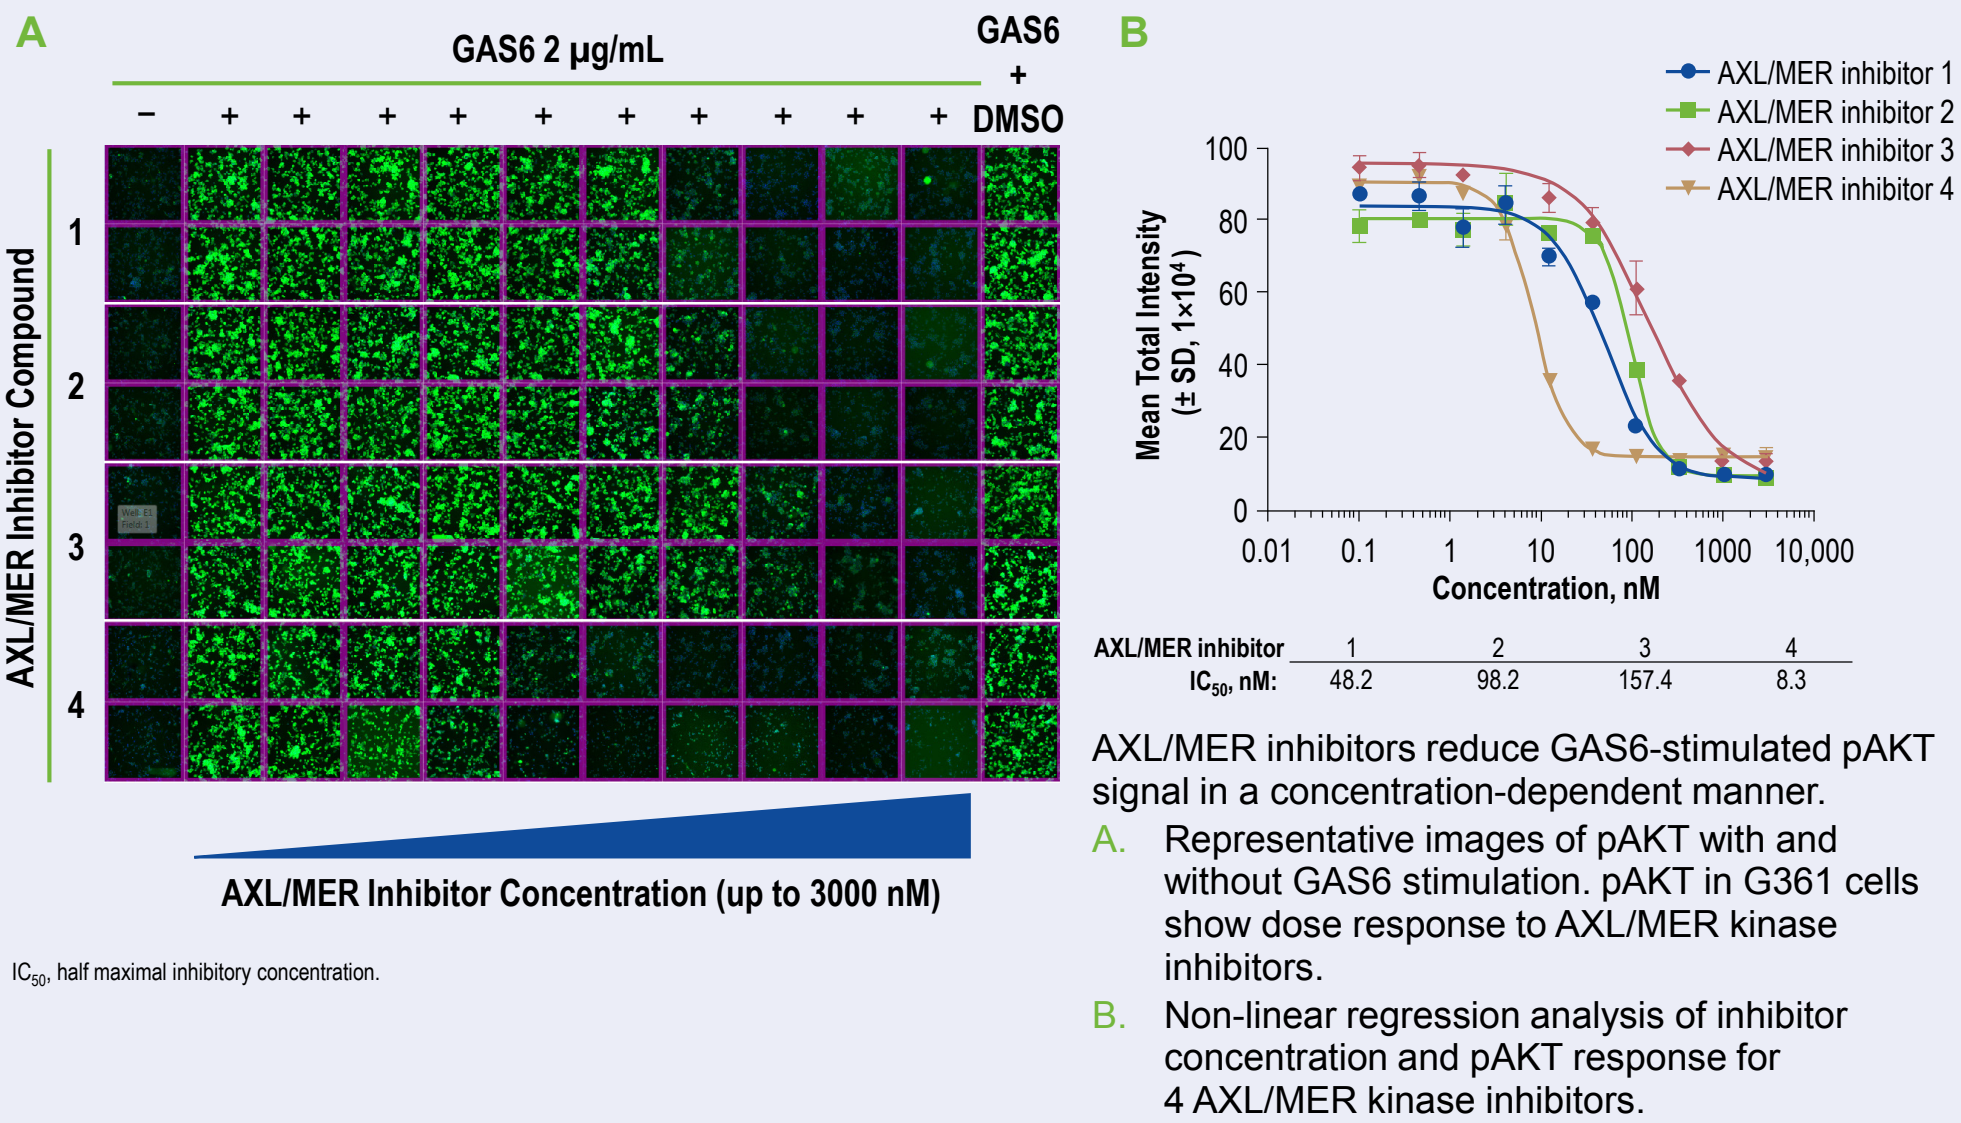 A
GAS6 2 µg/mL
GAS6
+
DMSO
− + + + + + + + + + +
AXL/MER Inhibitor Compound
1
2
3
4
Well: E1
Field: 1
AXL/MER Inhibitor Concentration (up to 3000 nM)
IC50, half maximal inhibitory concentration.
B
AXL/MER inhibitor 1
AXL/MER inhibitor 2
AXL/MER inhibitor 3
AXL/MER inhibitor 4
Mean Total Intensity
(± SD, 1×10⁴)
100
80
60
40
20
0
0.01 0.1 1 10 100 1000 10,000
Concentration, nM
AXL/MER inhibitor 1 2 3 4
IC50, nM: 48.2 98.2 157.4 8.3
AXL/MER inhibitors reduce GAS6-stimulated pAKT
signal in a concentration-dependent manner.
A. Representative images of pAKT with and
without GAS6 stimulation. pAKT in G361 cells
show dose response to AXL/MER kinase
inhibitors.
B. Non-linear regression analysis of inhibitor
concentration and pAKT response for
4 AXL/MER kinase inhibitors.